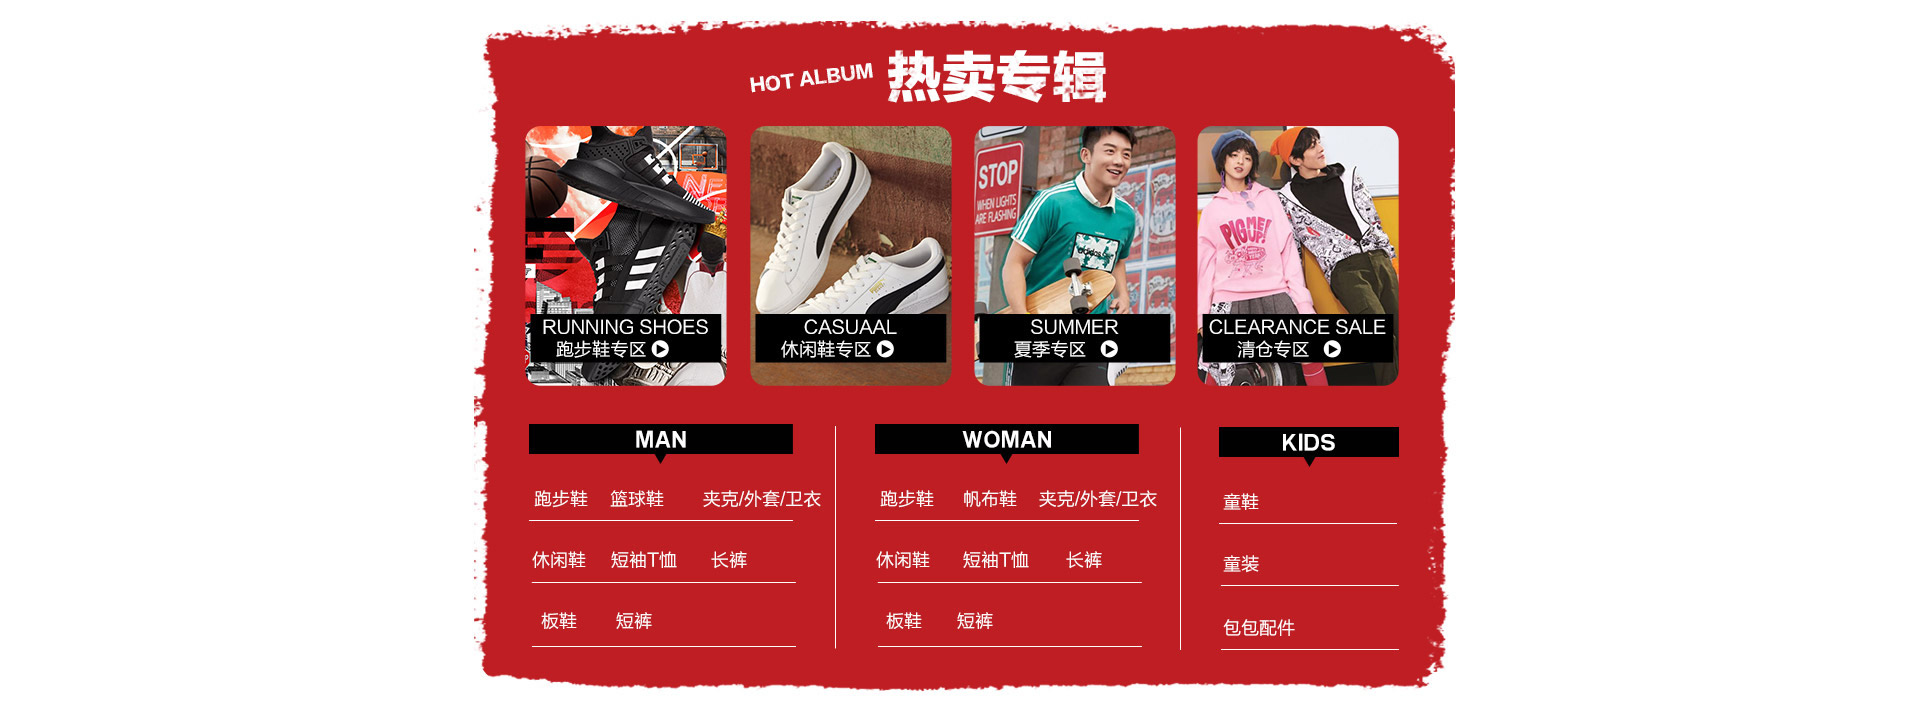 HOT ALBUM 热卖专辑
STOP
WHEN LIGHTS
ARE FLASHING
PIG ME UP!
RUNNING SHOES
跑步鞋专区
CASUAAL
休闲鞋专区
SUMMER
夏季专区
CLEARANCE SALE
清仓专区
MAN
跑步鞋 篮球鞋 夹克/外套/卫衣
休闲鞋 短袖T恤 长裤
板鞋 短裤
WOMAN
跑步鞋 帆布鞋 夹克/外套/卫衣
休闲鞋 短袖T恤 长裤
板鞋 短裤
KIDS
童鞋
童装
包包配件